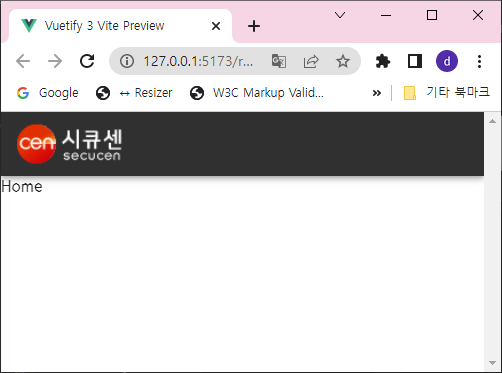 Vuetify 3 Vite Preview
127.0.0.1:5173/r...
d
Google
↔ Resizer
W3C Markup Valid...
»
기타 북마크
cen 시큐센
secucen
Home